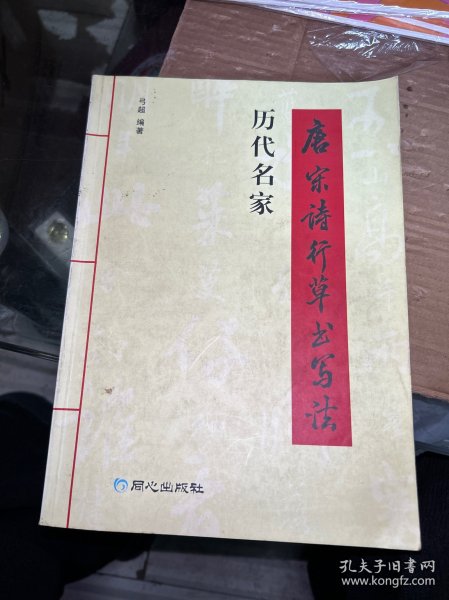 唐宋诗行草书写法
历代名家
弓超 编著
同心出版社
孔夫子旧书网
www.kongfz.com